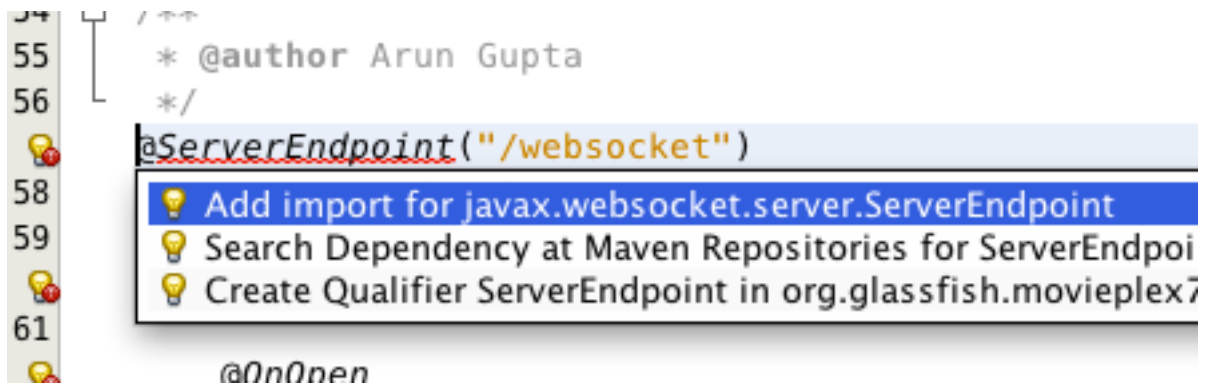 54 /**
55 * @author Arun Gupta
56 */
@ServerEndpoint("/websocket")
58 Add import for javax.websocket.server.ServerEndpoint
59 Search Dependency at Maven Repositories for ServerEndpoi
Create Qualifier ServerEndpoint in org.glassfish.movieplex7
61
@OnOpen